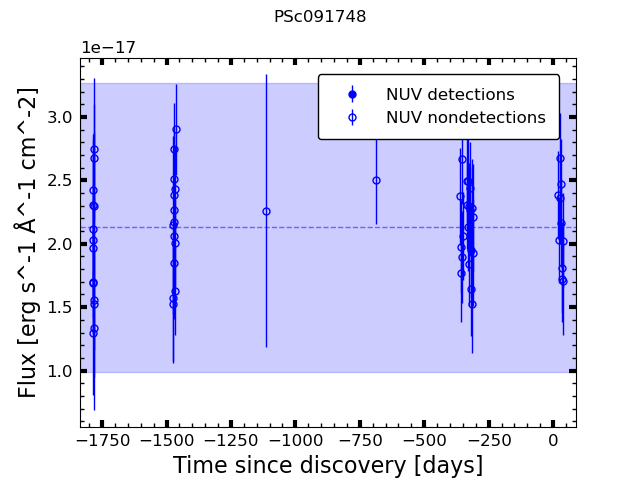 PSc091748
1e−17
NUV detections
NUV nondetections
3.0
2.5
2.0
1.5
1.0
Flux [erg s^-1 Å^-1 cm^-2]
−1750 −1500 −1250 −1000 −750 −500 −250 0
Time since discovery [days]